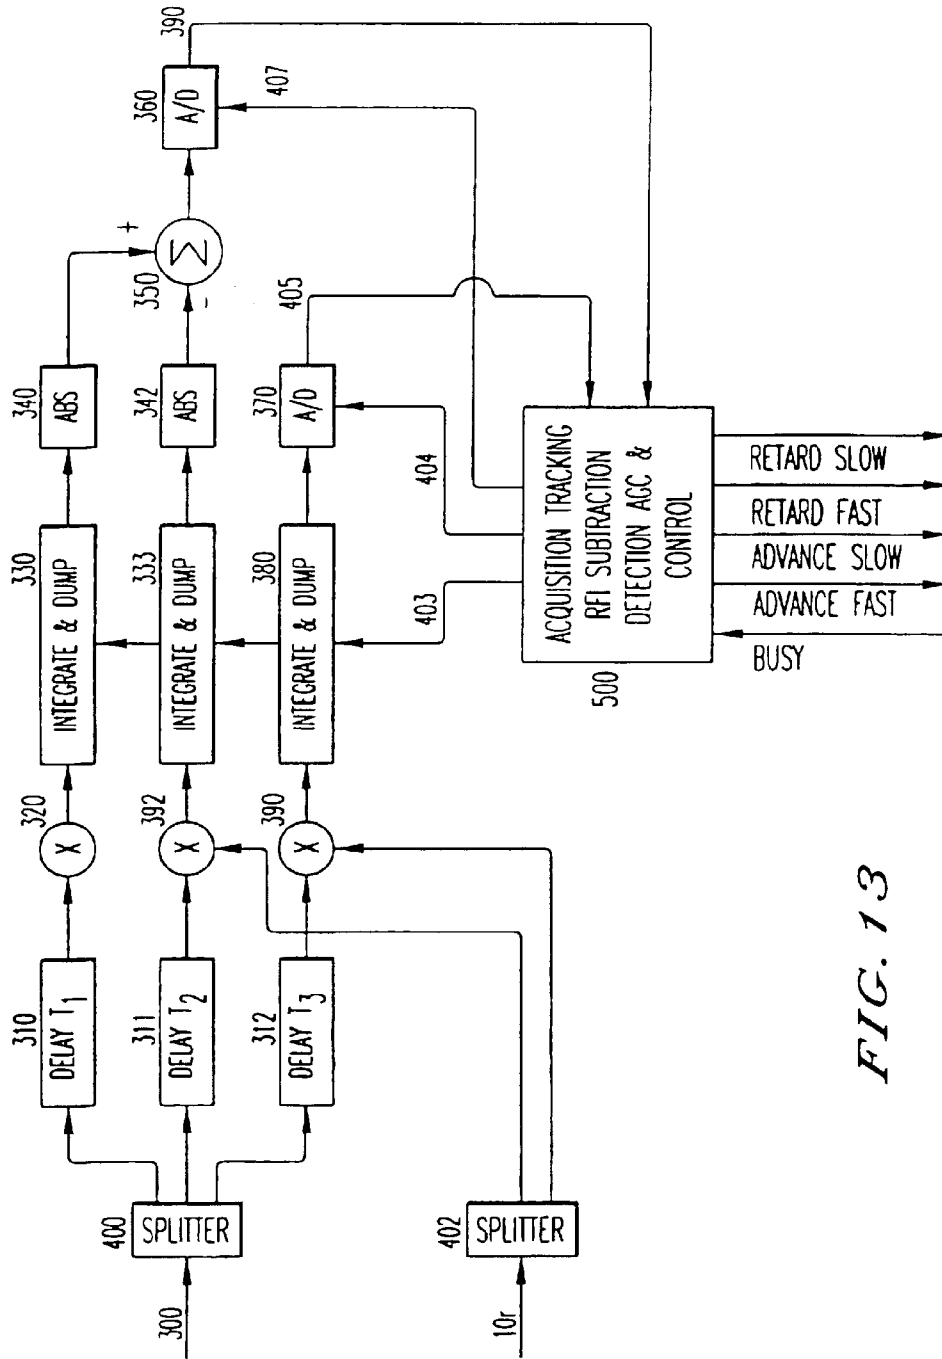 310
DELAY T1
320
X
330
INTEGRATE & DUMP
340
ABS
+
350
Σ
-
360
A/D
390
407
300
400
SPLITTER
311
DELAY T2
392
X
333
INTEGRATE & DUMP
342
ABS
312
DELAY T3
390
X
380
INTEGRATE & DUMP
370
A/D
405
403
404
10r
402
SPLITTER
500
ACQUISITION TRACKING
RFI SUBTRACTION
DETECTION AGC &
CONTROL
BUSY
ADVANCE FAST
ADVANCE SLOW
RETARD FAST
RETARD SLOW
FIG. 13